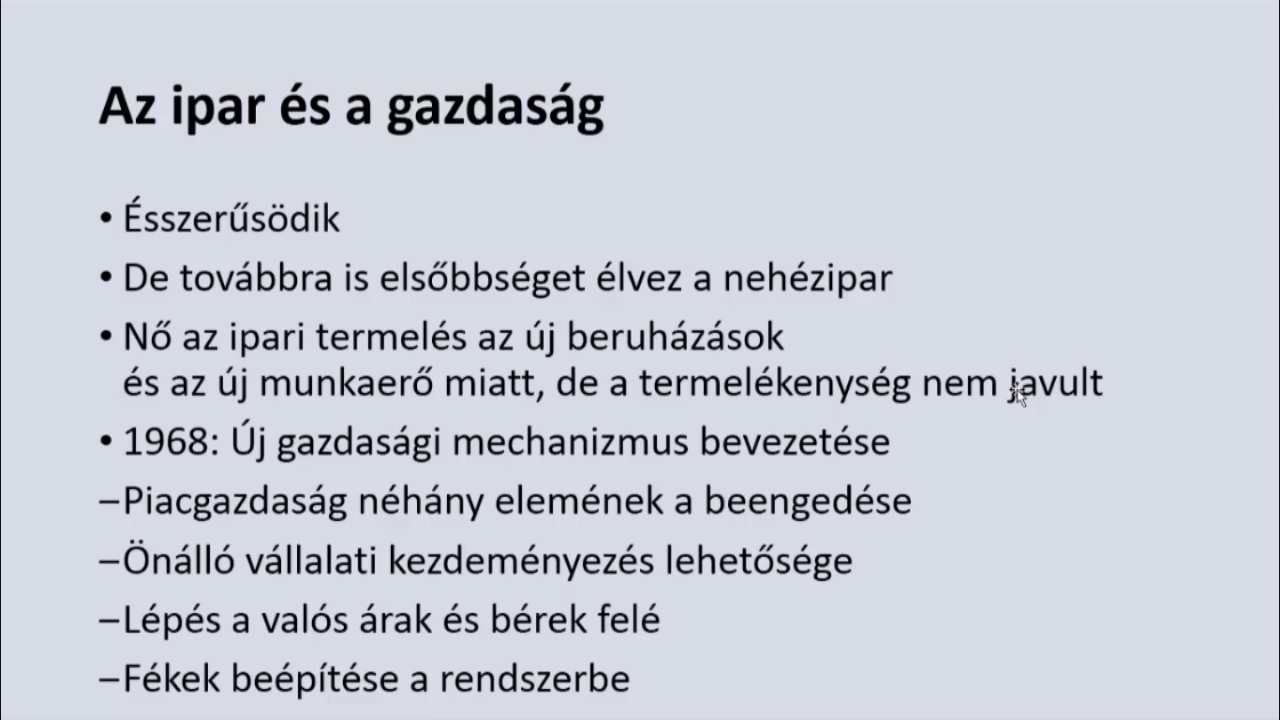 Az ipar és a gazdaság
• Ésszerűsödik
• De továbbra is elsőbbséget élvez a nehézipar
• Nő az ipari termelés az új beruházások
és az új munkaerő miatt, de a termelékenység nem javult
• 1968: Új gazdasági mechanizmus bevezetése
–Piacgazdaság néhány elemének a beengedése
–Önálló vállalati kezdeményezés lehetősége
–Lépés a valós árak és bérek felé
–Fékek beépítése a rendszerbe